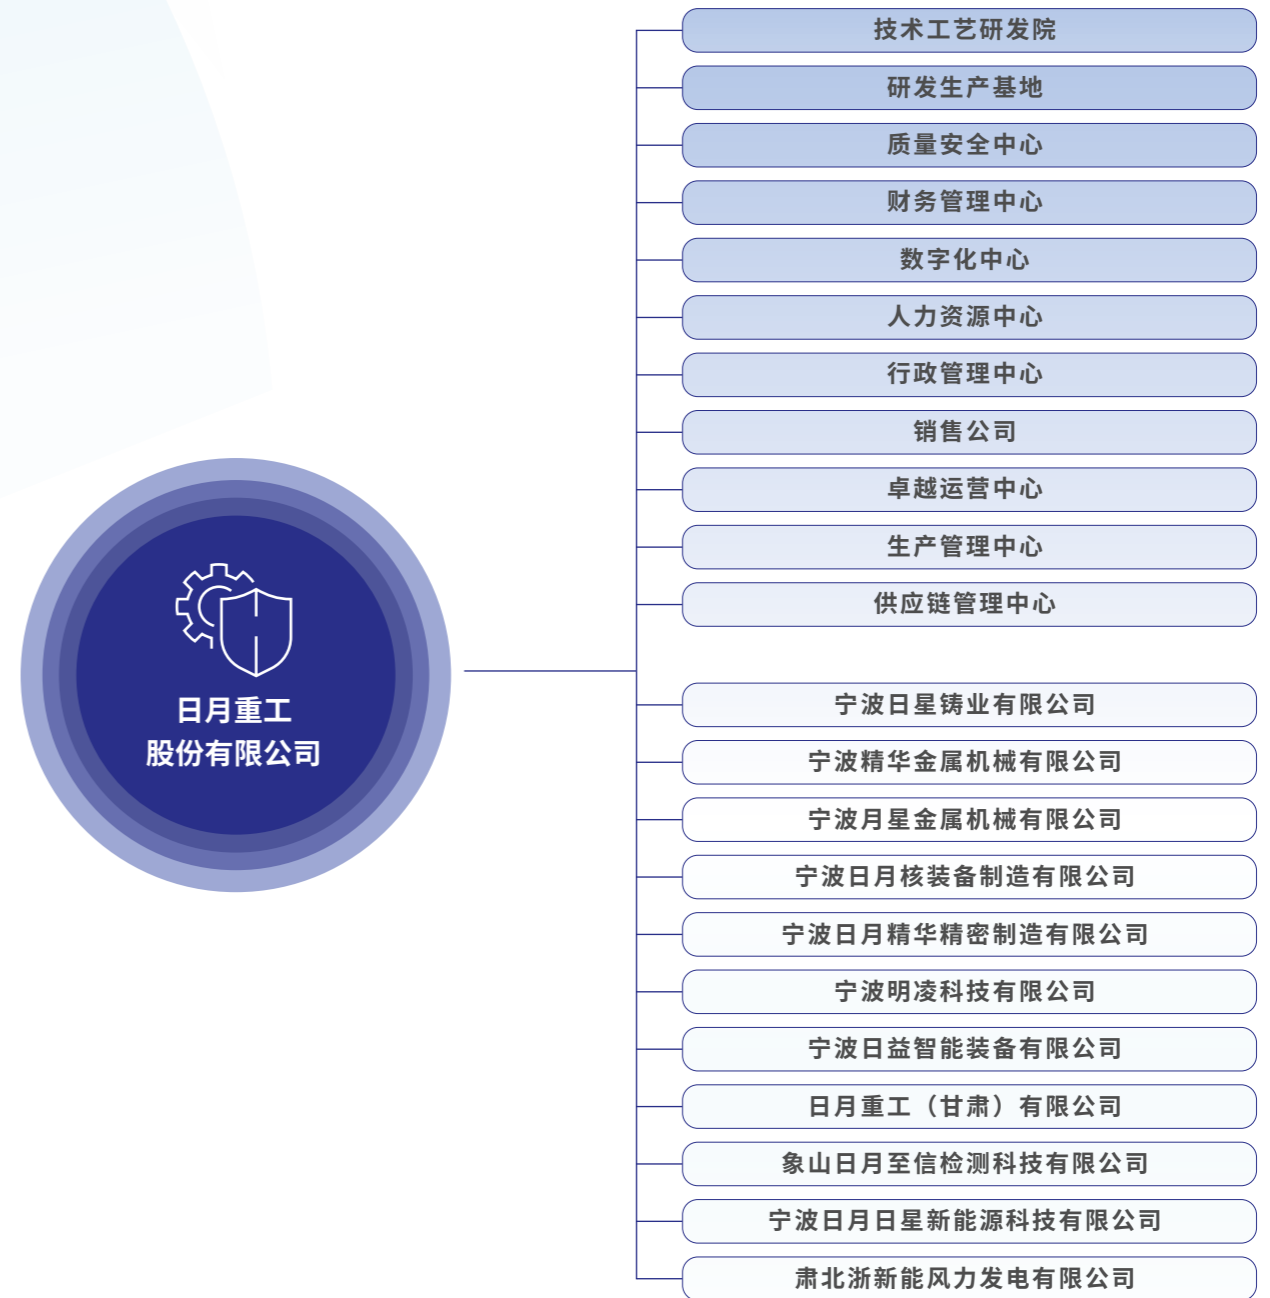 日月重工
股份有限公司
技术工艺研发院
研发生产基地
质量安全中心
财务管理中心
数字化中心
人力资源中心
行政管理中心
销售公司
卓越运营中心
生产管理中心
供应链管理中心
宁波日星铸业有限公司
宁波精华金属机械有限公司
宁波月星金属机械有限公司
宁波日月核装备制造有限公司
宁波日月精华精密制造有限公司
宁波明凌科技有限公司
宁波日益智能装备有限公司
日月重工（甘肃）有限公司
象山日月至信检测科技有限公司
宁波日月日星新能源科技有限公司
肃北浙新能风力发电有限公司